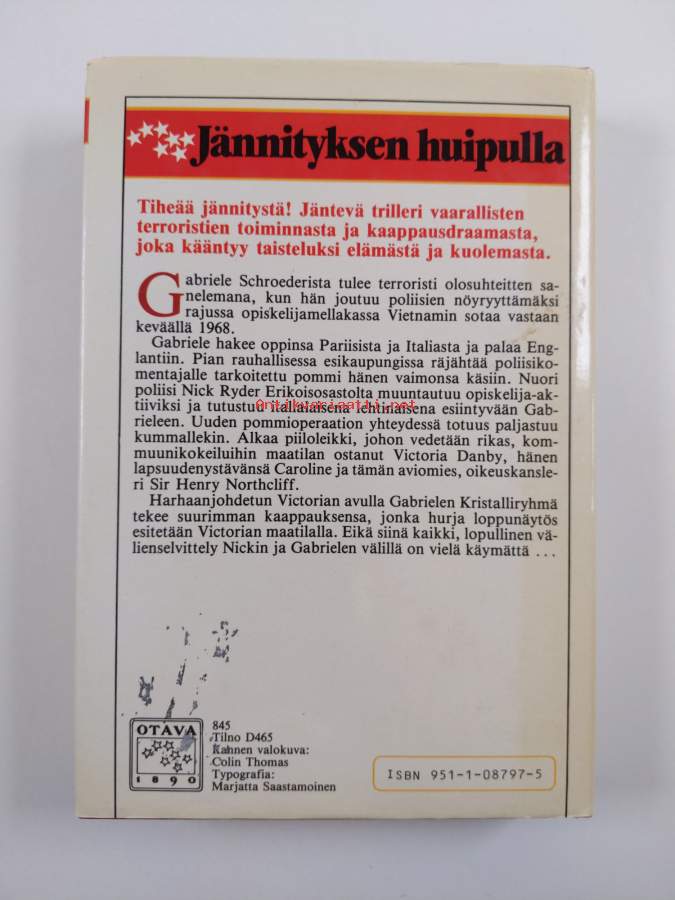 Jännityksen huipulla
Tiheää jännitystä! Jäntevä trilleri vaarallisten
terroristien toiminnasta ja kaappausdraamasta,
joka kääntyy taisteluksi elämästä ja kuolemasta.
Gabriele Schroederista tulee terroristi olosuhteitten sa-
nelemana, kun hän joutuu poliisien nöyryyttämäksi
rajussa opiskelijamellakassa Vietnamin sotaa vastaan
keväällä 1968.
Gabriele hakee oppinsa Pariisista ja Italiasta ja palaa Eng-
lantiin. Pian rauhallisessa esikaupungissa räjähtää poliisiko-
mentajalle tarkoitettu pommi hänen vaimonsa käsiin. Nuori
poliisi Nick Ryder Erikoisosastolta muuntautuu opiskelija-ak-
tiiviksi ja tutustuu italialaisena lehtinaisena esiintyvään Gab-
antikvariaatti.net
rieleen. Uuden pommioperaation yhteydessä totuus paljastuu
kummallekin. Alkaa piiloleikki, johon vedetään rikas, kom-
muunikokeiluihin maatilan ostanut Victoria Danby, hänen
lapsuudenystävänsä Caroline ja tämän aviomies, oikeuskansle-
ri Sir Henry Northcliff.
Harhaanjohdetun Victorian avulla Gabrielen Kristalliryhmä
tekee suurimman kaappauksensa, jonka hurja loppunäytös
esitetään Victorian maatilalla. Eikä siinä kaikki, lopullinen vä-
lienselvittely Nickin ja Gabrielen välillä on vielä käymättä ...
OTAVA
1890
845
Tilno D465
Kannen valokuva:
Colin Thomas
Typografia:
Marjatta Saastamoinen
ISBN 951-1-08797-5